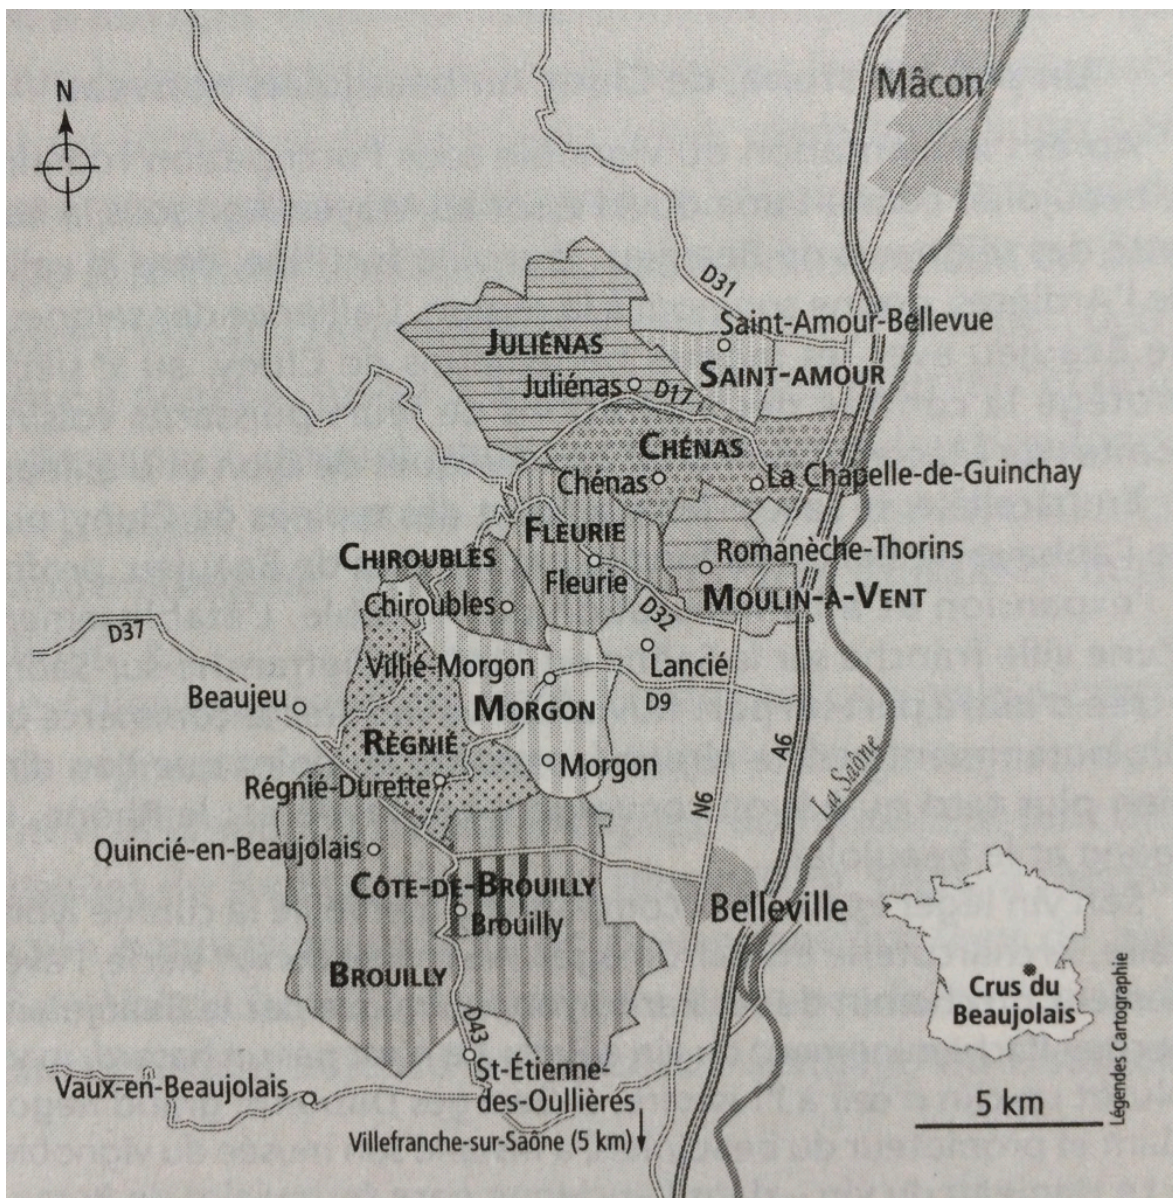 Mâcon
N
D31
Saint-Amour-Bellevue
JULIÉNAS
SAINT-AMOUR
Juliénas
D17
CHÉNAS
Chénas
La Chapelle-de-Guinchay
FLEURIE
CHIROUBLES
Romanèche-Thorins
Fleurie
MOULIN-À-VENT
Chiroubles
D32
D37
Villié-Morgon
Lancié
Beaujeu
D9
MORGON
RÈGNIÉ
A6
La Saône
Morgon
Régnié-Durette
N6
Quincié-en-Beaujolais
CÔTE-DE-BROUILLY
Belleville
Brouilly
BROUILLY
Crus du
Beaujolais
D43
St-Étienne-
des-Oullières
Vaux-en-Beaujolais
5 km
Villefranche-sur-Saône (5 km)
Légendes Cartographie